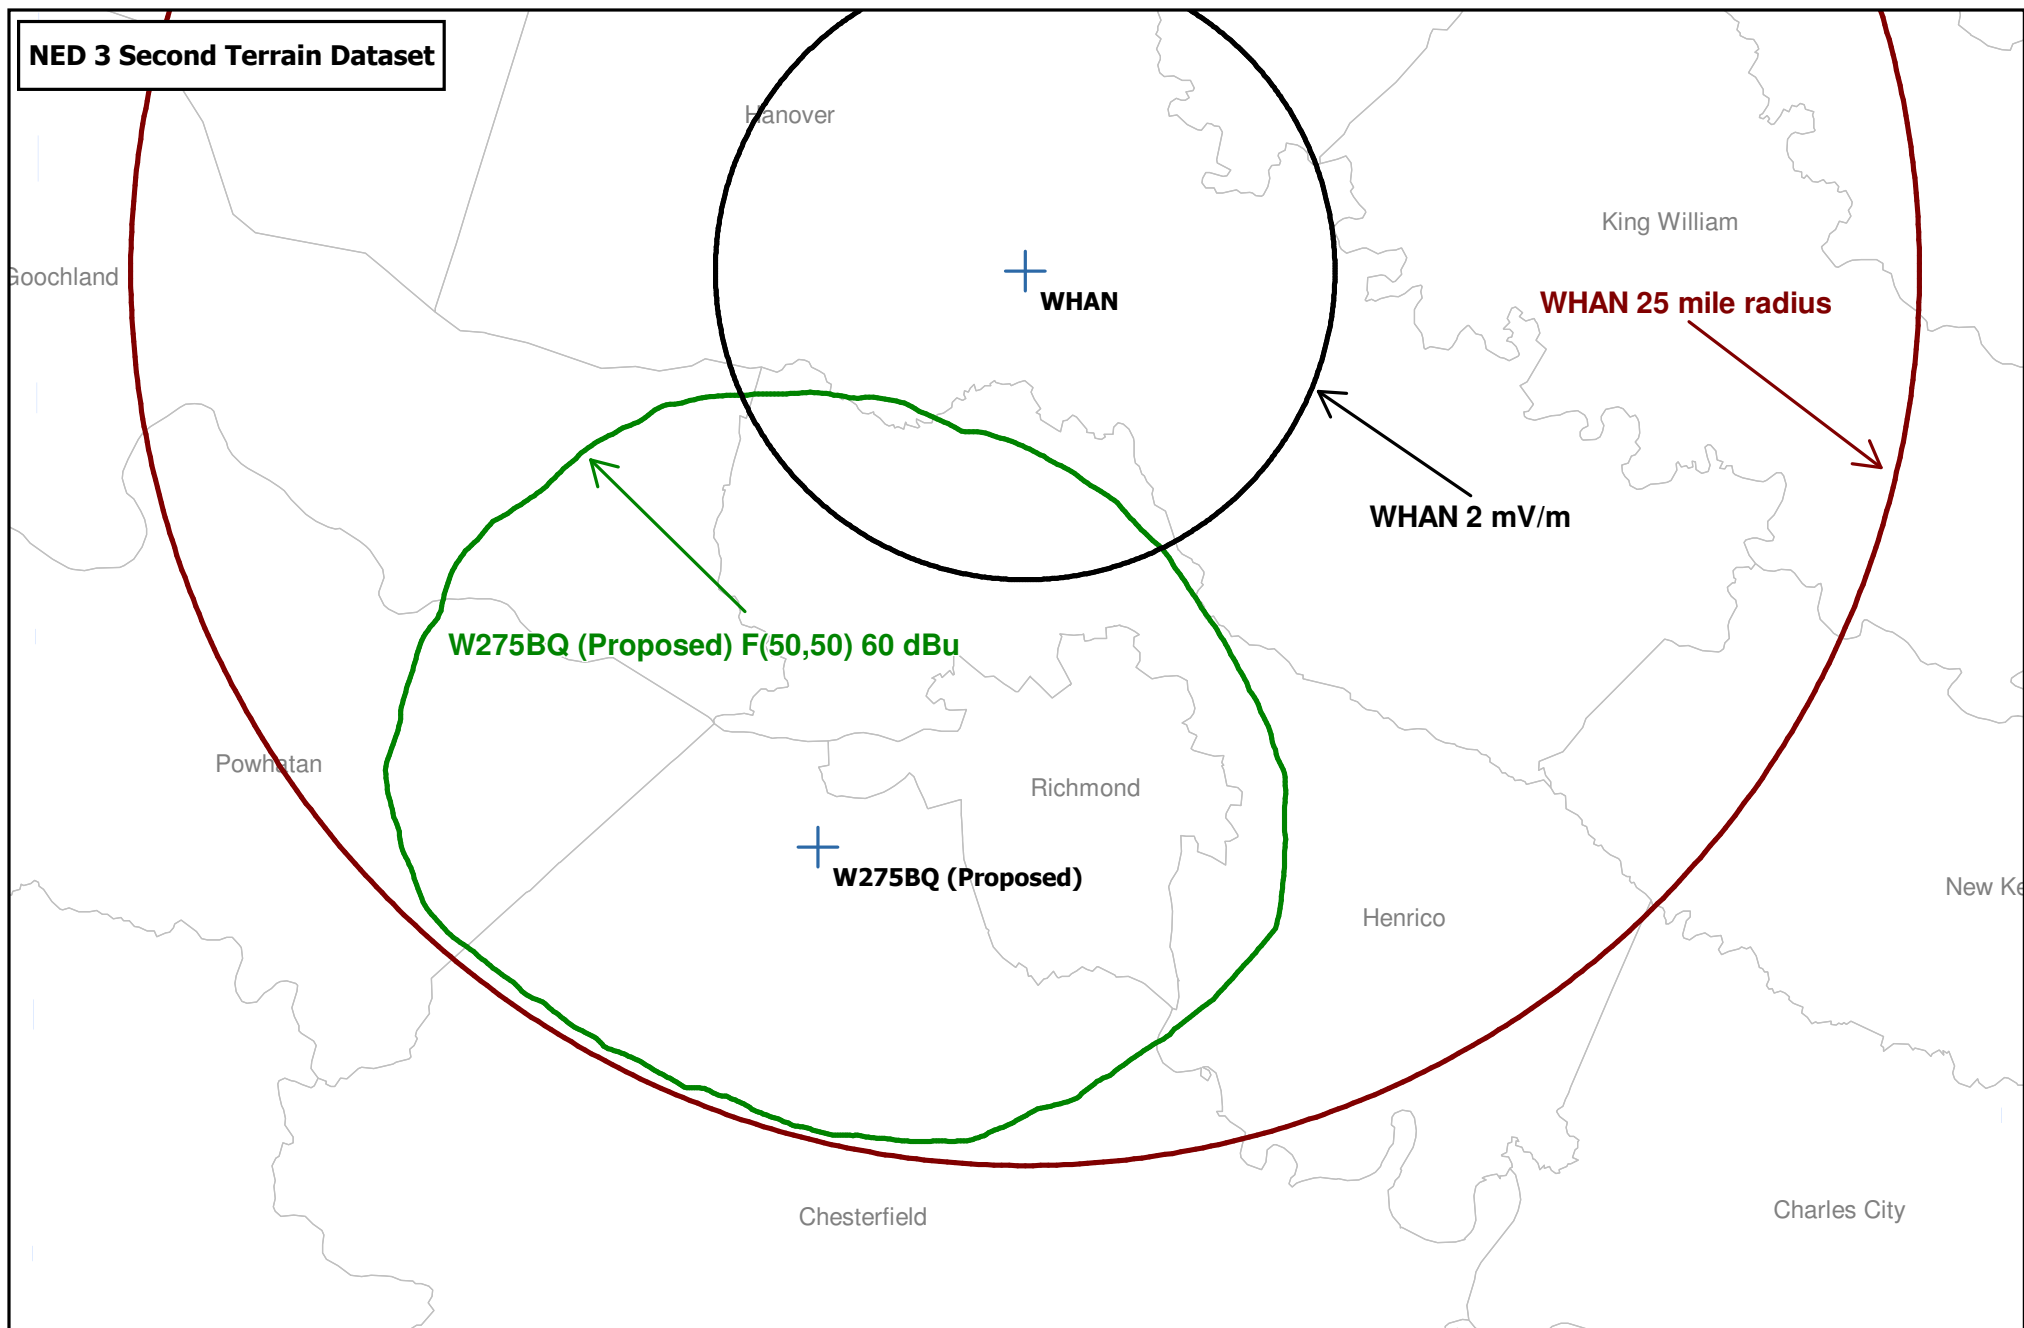 NED 3 Second Terrain Dataset
Hanover
King William
Goochland
WHAN
WHAN 25 mile radius
WHAN 2 mV/m
W275BQ (Proposed) F(50,50) 60 dBu
Powhatan
Richmond
W275BQ (Proposed)
New Ke
Henrico
Chesterfield
Charles City